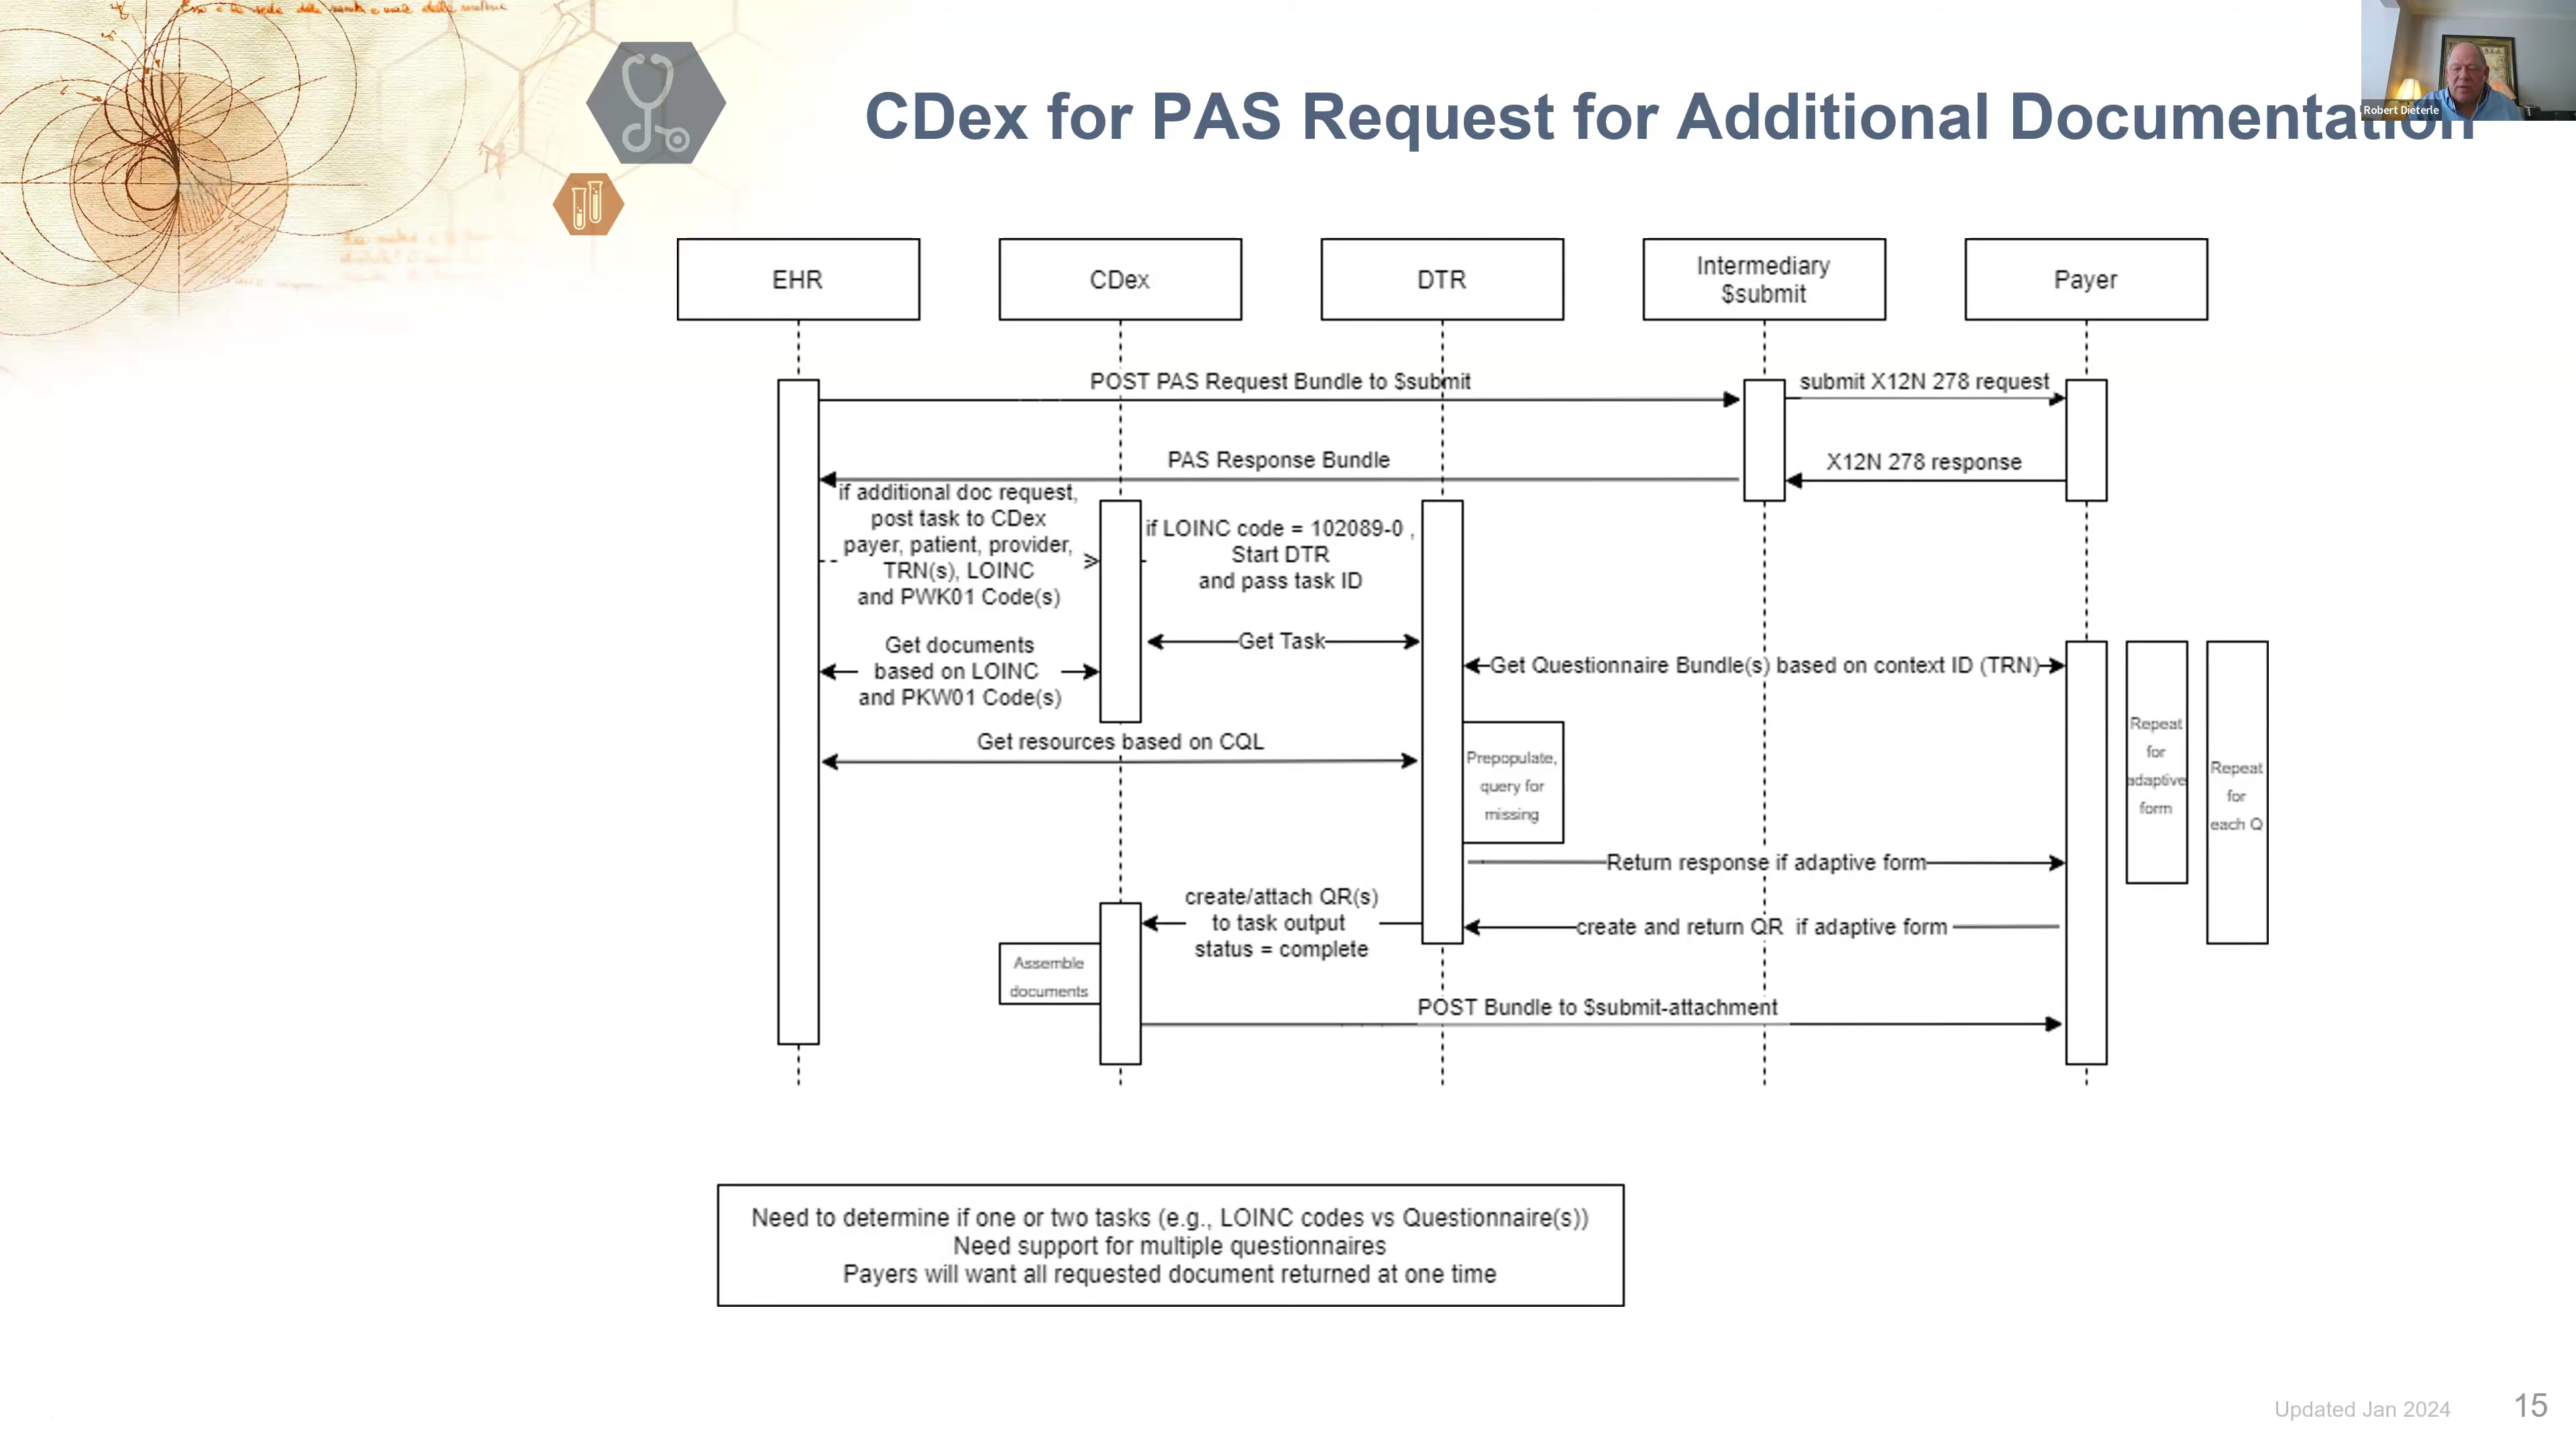 CDex for PAS Request for Additional Documentation
Robert Dieterle
EHR
CDex
DTR
Intermediary
$submit
Payer
POST PAS Request Bundle to $submit
submit X12N 278 request
PAS Response Bundle
X12N 278 response
if additional doc request,
post task to CDex
payer, patient, provider,
TRN(s), LOINC
and PWK01 Code(s)
if LOINC code = 102089-0 ,
Start DTR
and pass task ID
Get documents
based on LOINC
and PKW01 Code(s)
Get Task
Get Questionnaire Bundle(s) based on context ID (TRN)
Get resources based on CQL
Prepopulate,
query for
missing
Repeat
for
adaptive
form
Repeat
for
each Q
Return response if adaptive form
create/attach QR(s)
to task output
status = complete
create and return QR if adaptive form
Assemble
documents
POST Bundle to $submit-attachment
Need to determine if one or two tasks (e.g., LOINC codes vs Questionnaire(s))
Need support for multiple questionnaires
Payers will want all requested document returned at one time
Updated Jan 2024
15